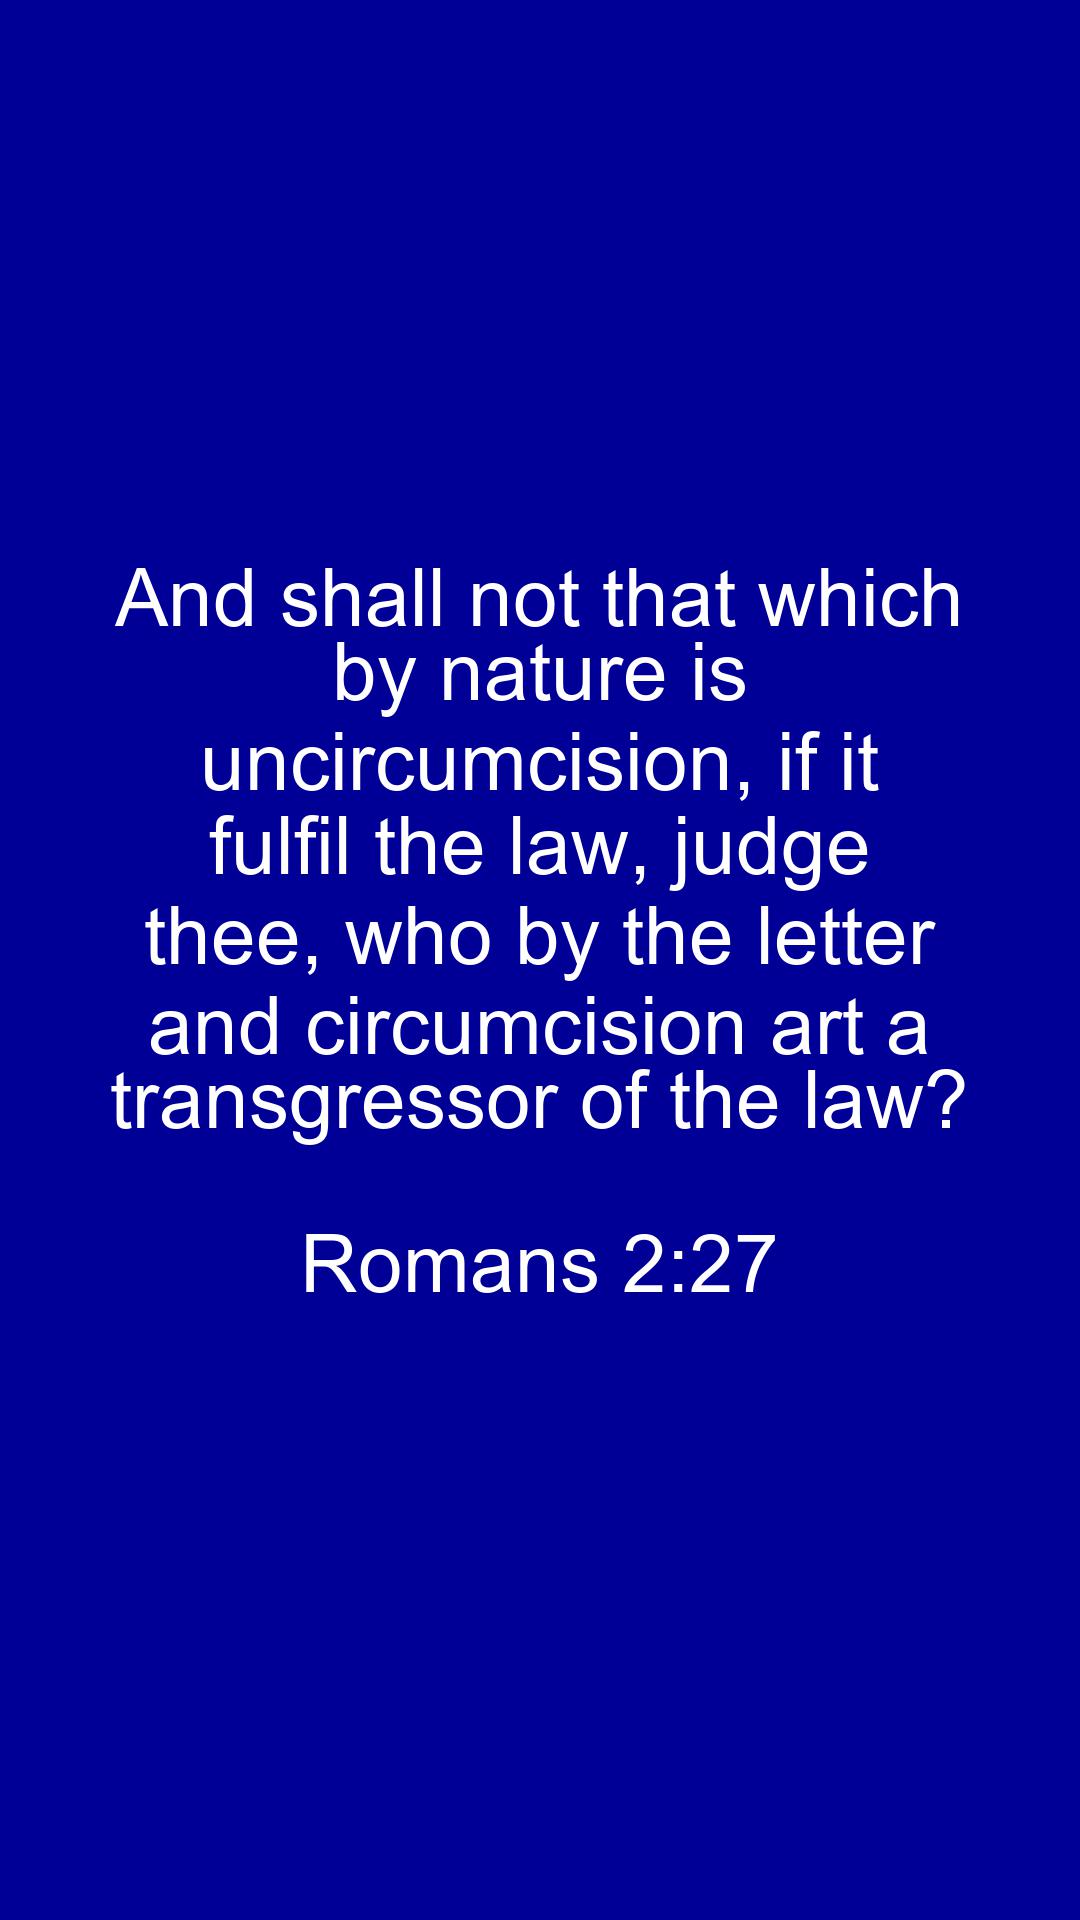 And shall not that which
by nature is
uncircumcision, if it
fulfil the law, judge
thee, who by the letter
and circumcision art a
transgressor of the law?
Romans 2:27